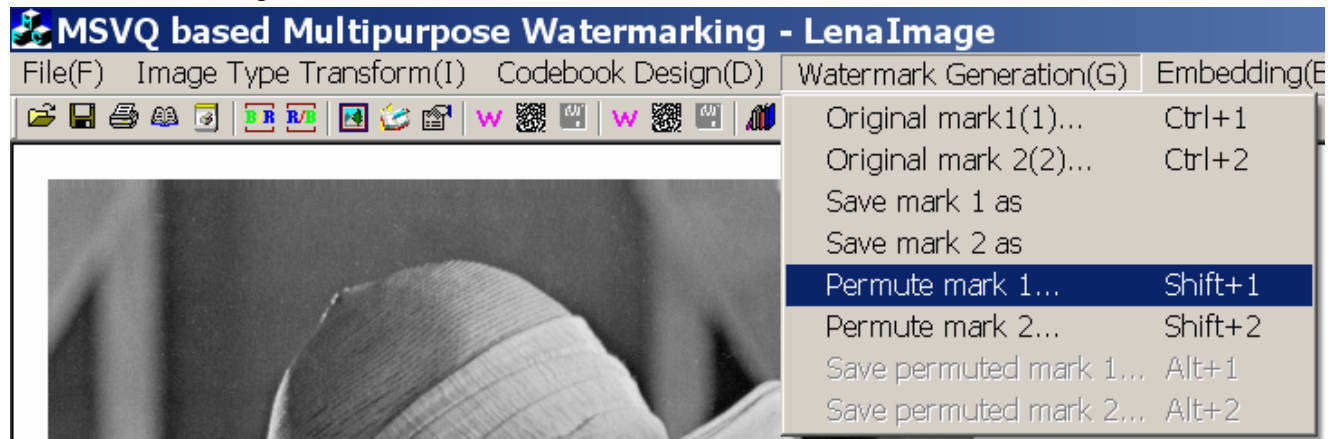 MSVQ based Multipurpose Watermarking - LenaImage
File(F) Image Type Transform(I) Codebook Design(D) Watermark Generation(G) Embedding(E
B/R R/B W W
Original mark1(1)... Ctrl+1
Original mark 2(2)... Ctrl+2
Save mark 1 as
Save mark 2 as
Permute mark 1... Shift+1
Permute mark 2... Shift+2
Save permuted mark 1... Alt+1
Save permuted mark 2... Alt+2